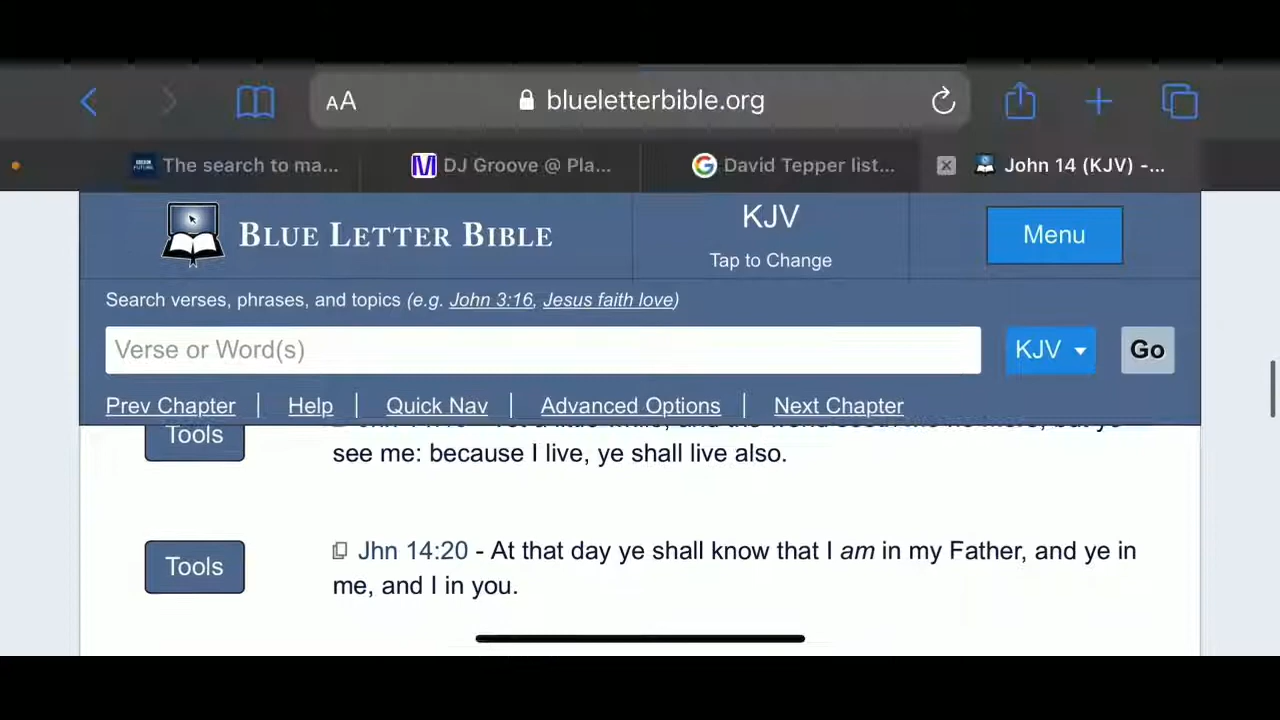 AA blueletterbible.org
The search to ma... DJ Groove @ Pla... David Tepper list... John 14 (KJV) -...
BLUE LETTER BIBLE KJV Menu
Tap to Change
Search verses, phrases, and topics (e.g. John 3:16, Jesus faith love)
Verse or Word(s) KJV Go
Prev Chapter | Help | Quick Nav | Advanced Options | Next Chapter
Tools
see me: because I live, ye shall live also.
Tools Jhn 14:20 - At that day ye shall know that I am in my Father, and ye in
me, and I in you.